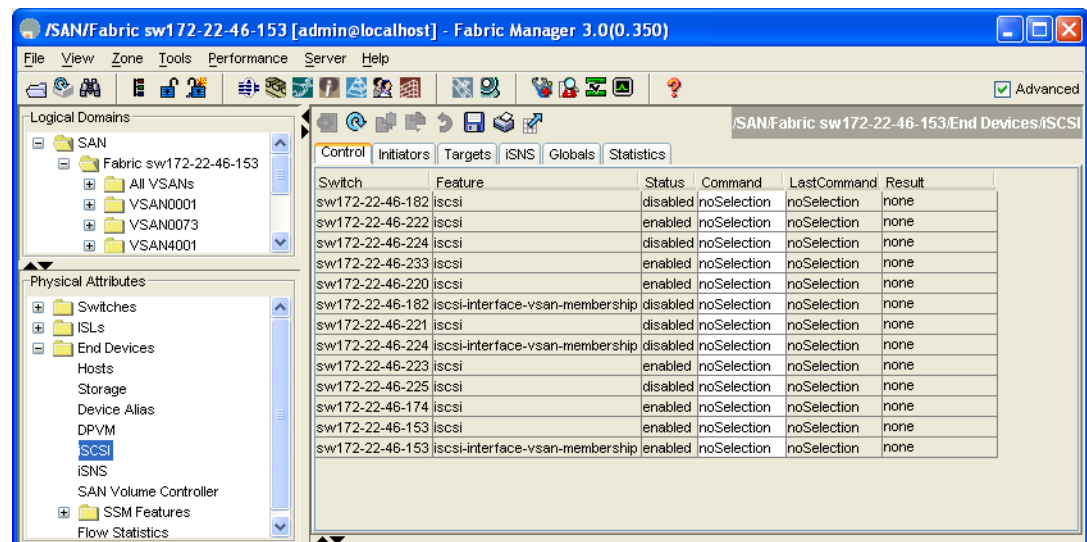 /SAN/Fabric sw172-22-46-153 [admin@localhost] - Fabric Manager 3.0(0.350)
File View Zone Tools Performance Server Help
Advanced
Logical Domains
SAN
Fabric sw172-22-46-153
All VSANs
VSAN0001
VSAN0073
VSAN4001
Physical Attributes
Switches
ISLs
End Devices
Hosts
Storage
Device Alias
DPVM
iSCSI
iSNS
SAN Volume Controller
SSM Features
Flow Statistics
/SAN/Fabric sw172-22-46-153/End Devices/iSCSI
Control Initiators Targets iSNS Globals Statistics
Switch Feature Status Command LastCommand Result
sw172-22-46-182 iscsi disabled noSelection noSelection none
sw172-22-46-222 iscsi enabled noSelection noSelection none
sw172-22-46-224 iscsi disabled noSelection noSelection none
sw172-22-46-233 iscsi enabled noSelection noSelection none
sw172-22-46-220 iscsi enabled noSelection noSelection none
sw172-22-46-182 iscsi-interface-vsan-membership disabled noSelection noSelection none
sw172-22-46-221 iscsi disabled noSelection noSelection none
sw172-22-46-224 iscsi-interface-vsan-membership disabled noSelection noSelection none
sw172-22-46-223 iscsi enabled noSelection noSelection none
sw172-22-46-225 iscsi disabled noSelection noSelection none
sw172-22-46-174 iscsi enabled noSelection noSelection none
sw172-22-46-153 iscsi enabled noSelection noSelection none
sw172-22-46-153 iscsi-interface-vsan-membership enabled noSelection noSelection none